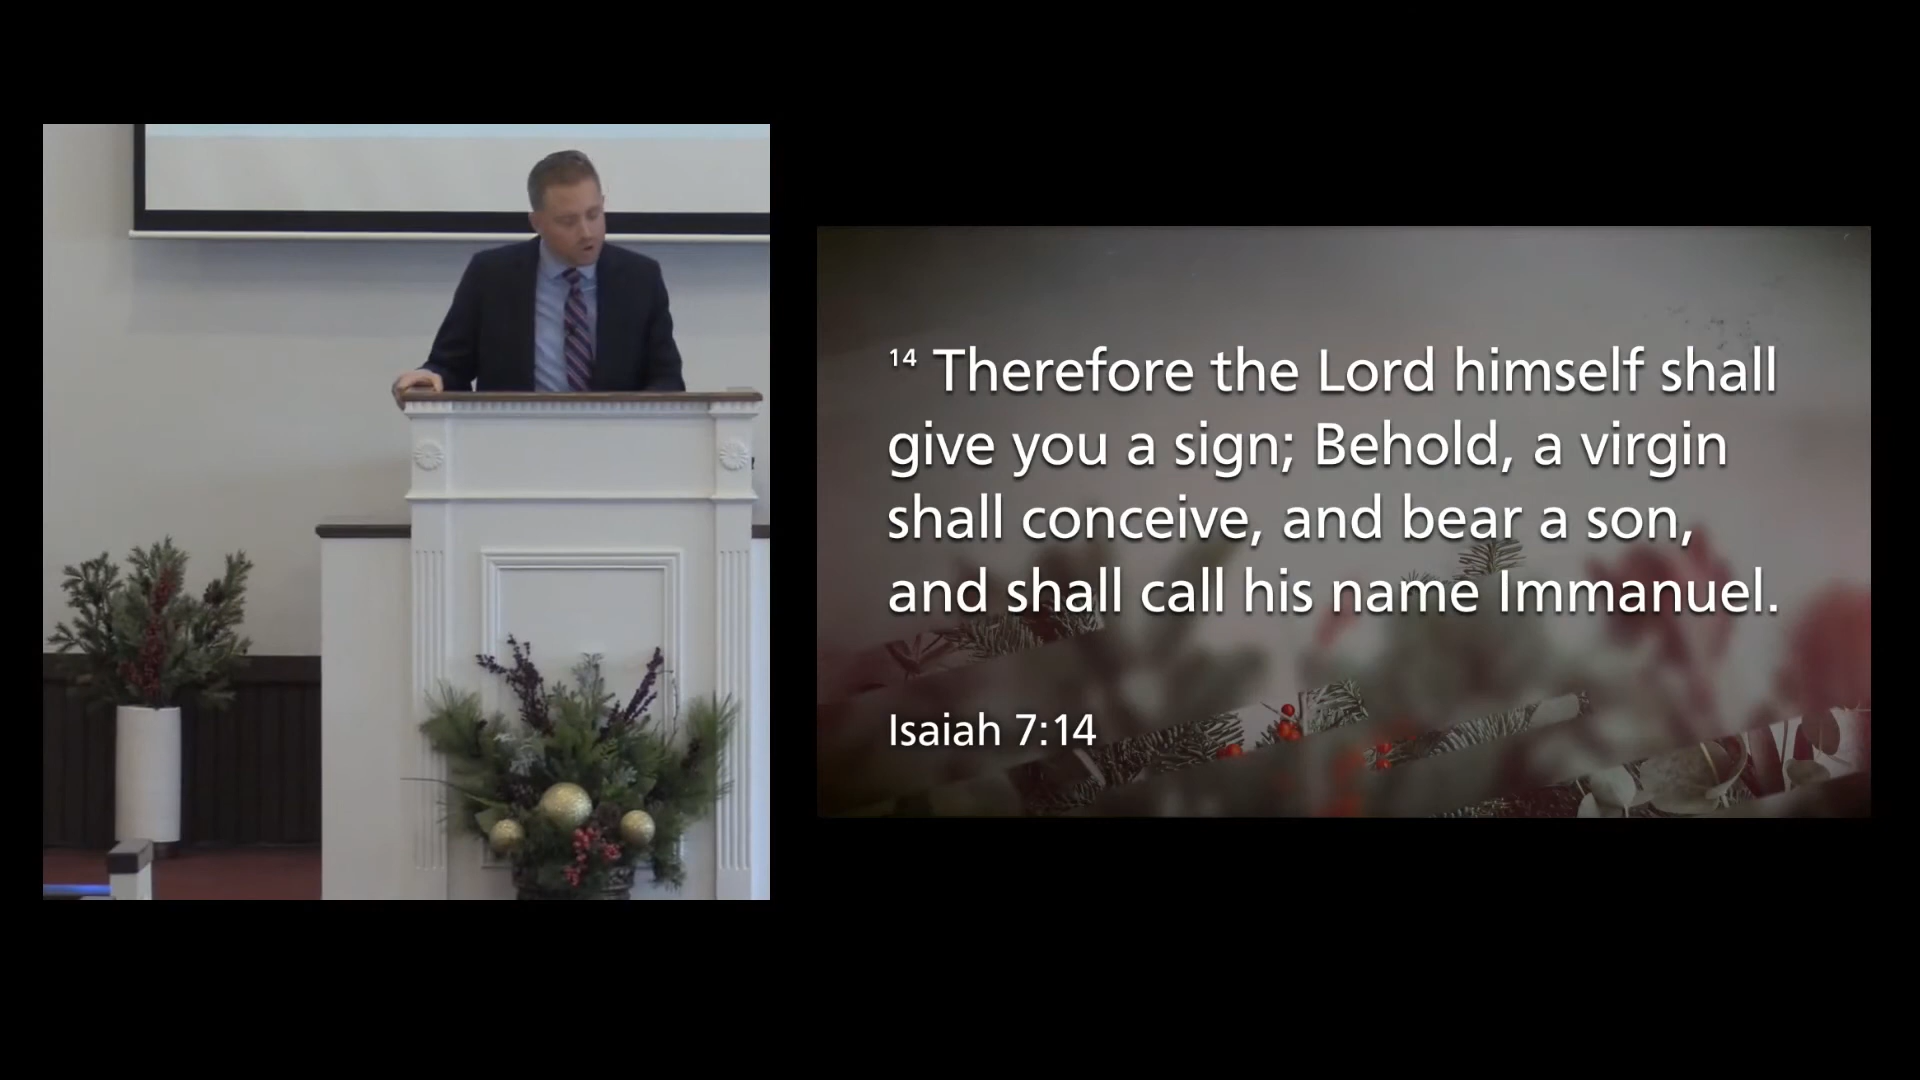 14 Therefore the Lord himself shall
give you a sign; Behold, a virgin
shall conceive, and bear a son,
and shall call his name Immanuel.
Isaiah 7:14